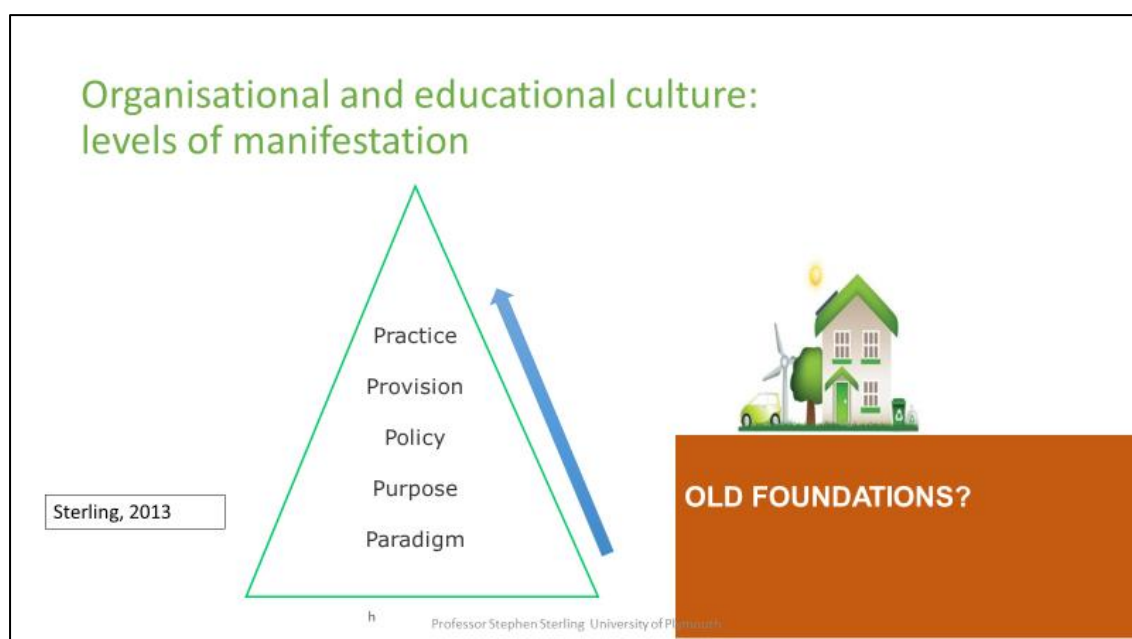 Organisational and educational culture:
levels of manifestation
Practice
Provision
Policy
Purpose
Paradigm
Sterling, 2013
OLD FOUNDATIONS?
h
Professor Stephen Sterling University of Plymouth